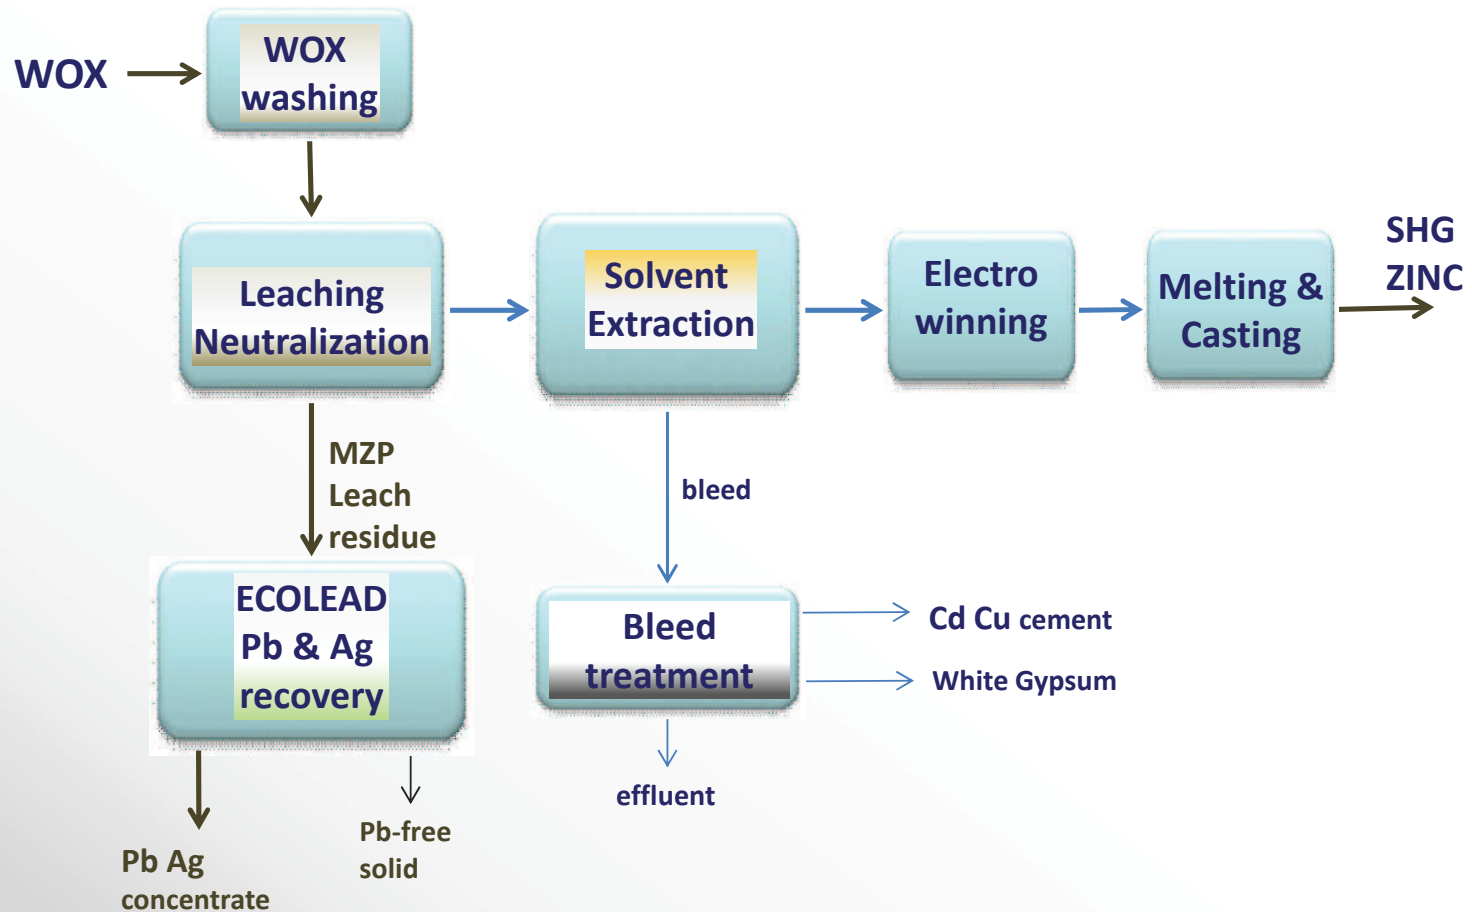 WOX
WOX
washing
Leaching
Neutralization
Solvent
Extraction
Electro
winning
Melting &
Casting
SHG
ZINC
MZP
Leach
residue
bleed
ECOLEAD
Pb & Ag
recovery
Bleed
treatment
Cd Cu cement
White Gypsum
effluent
Pb-free
solid
Pb Ag
concentrate